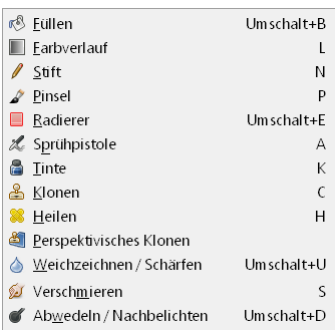 Füllen Umschalt+B
Farbverlauf L
Stift N
Pinsel P
Radierer Umschalt+E
Sprühpistole A
Tinte K
Klonen C
Heilen H
Perspektivisches Klonen
Weichzeichnen / Schärfen Umschalt+U
Verschmieren S
Abwedeln / Nachbelichten Umschalt+D